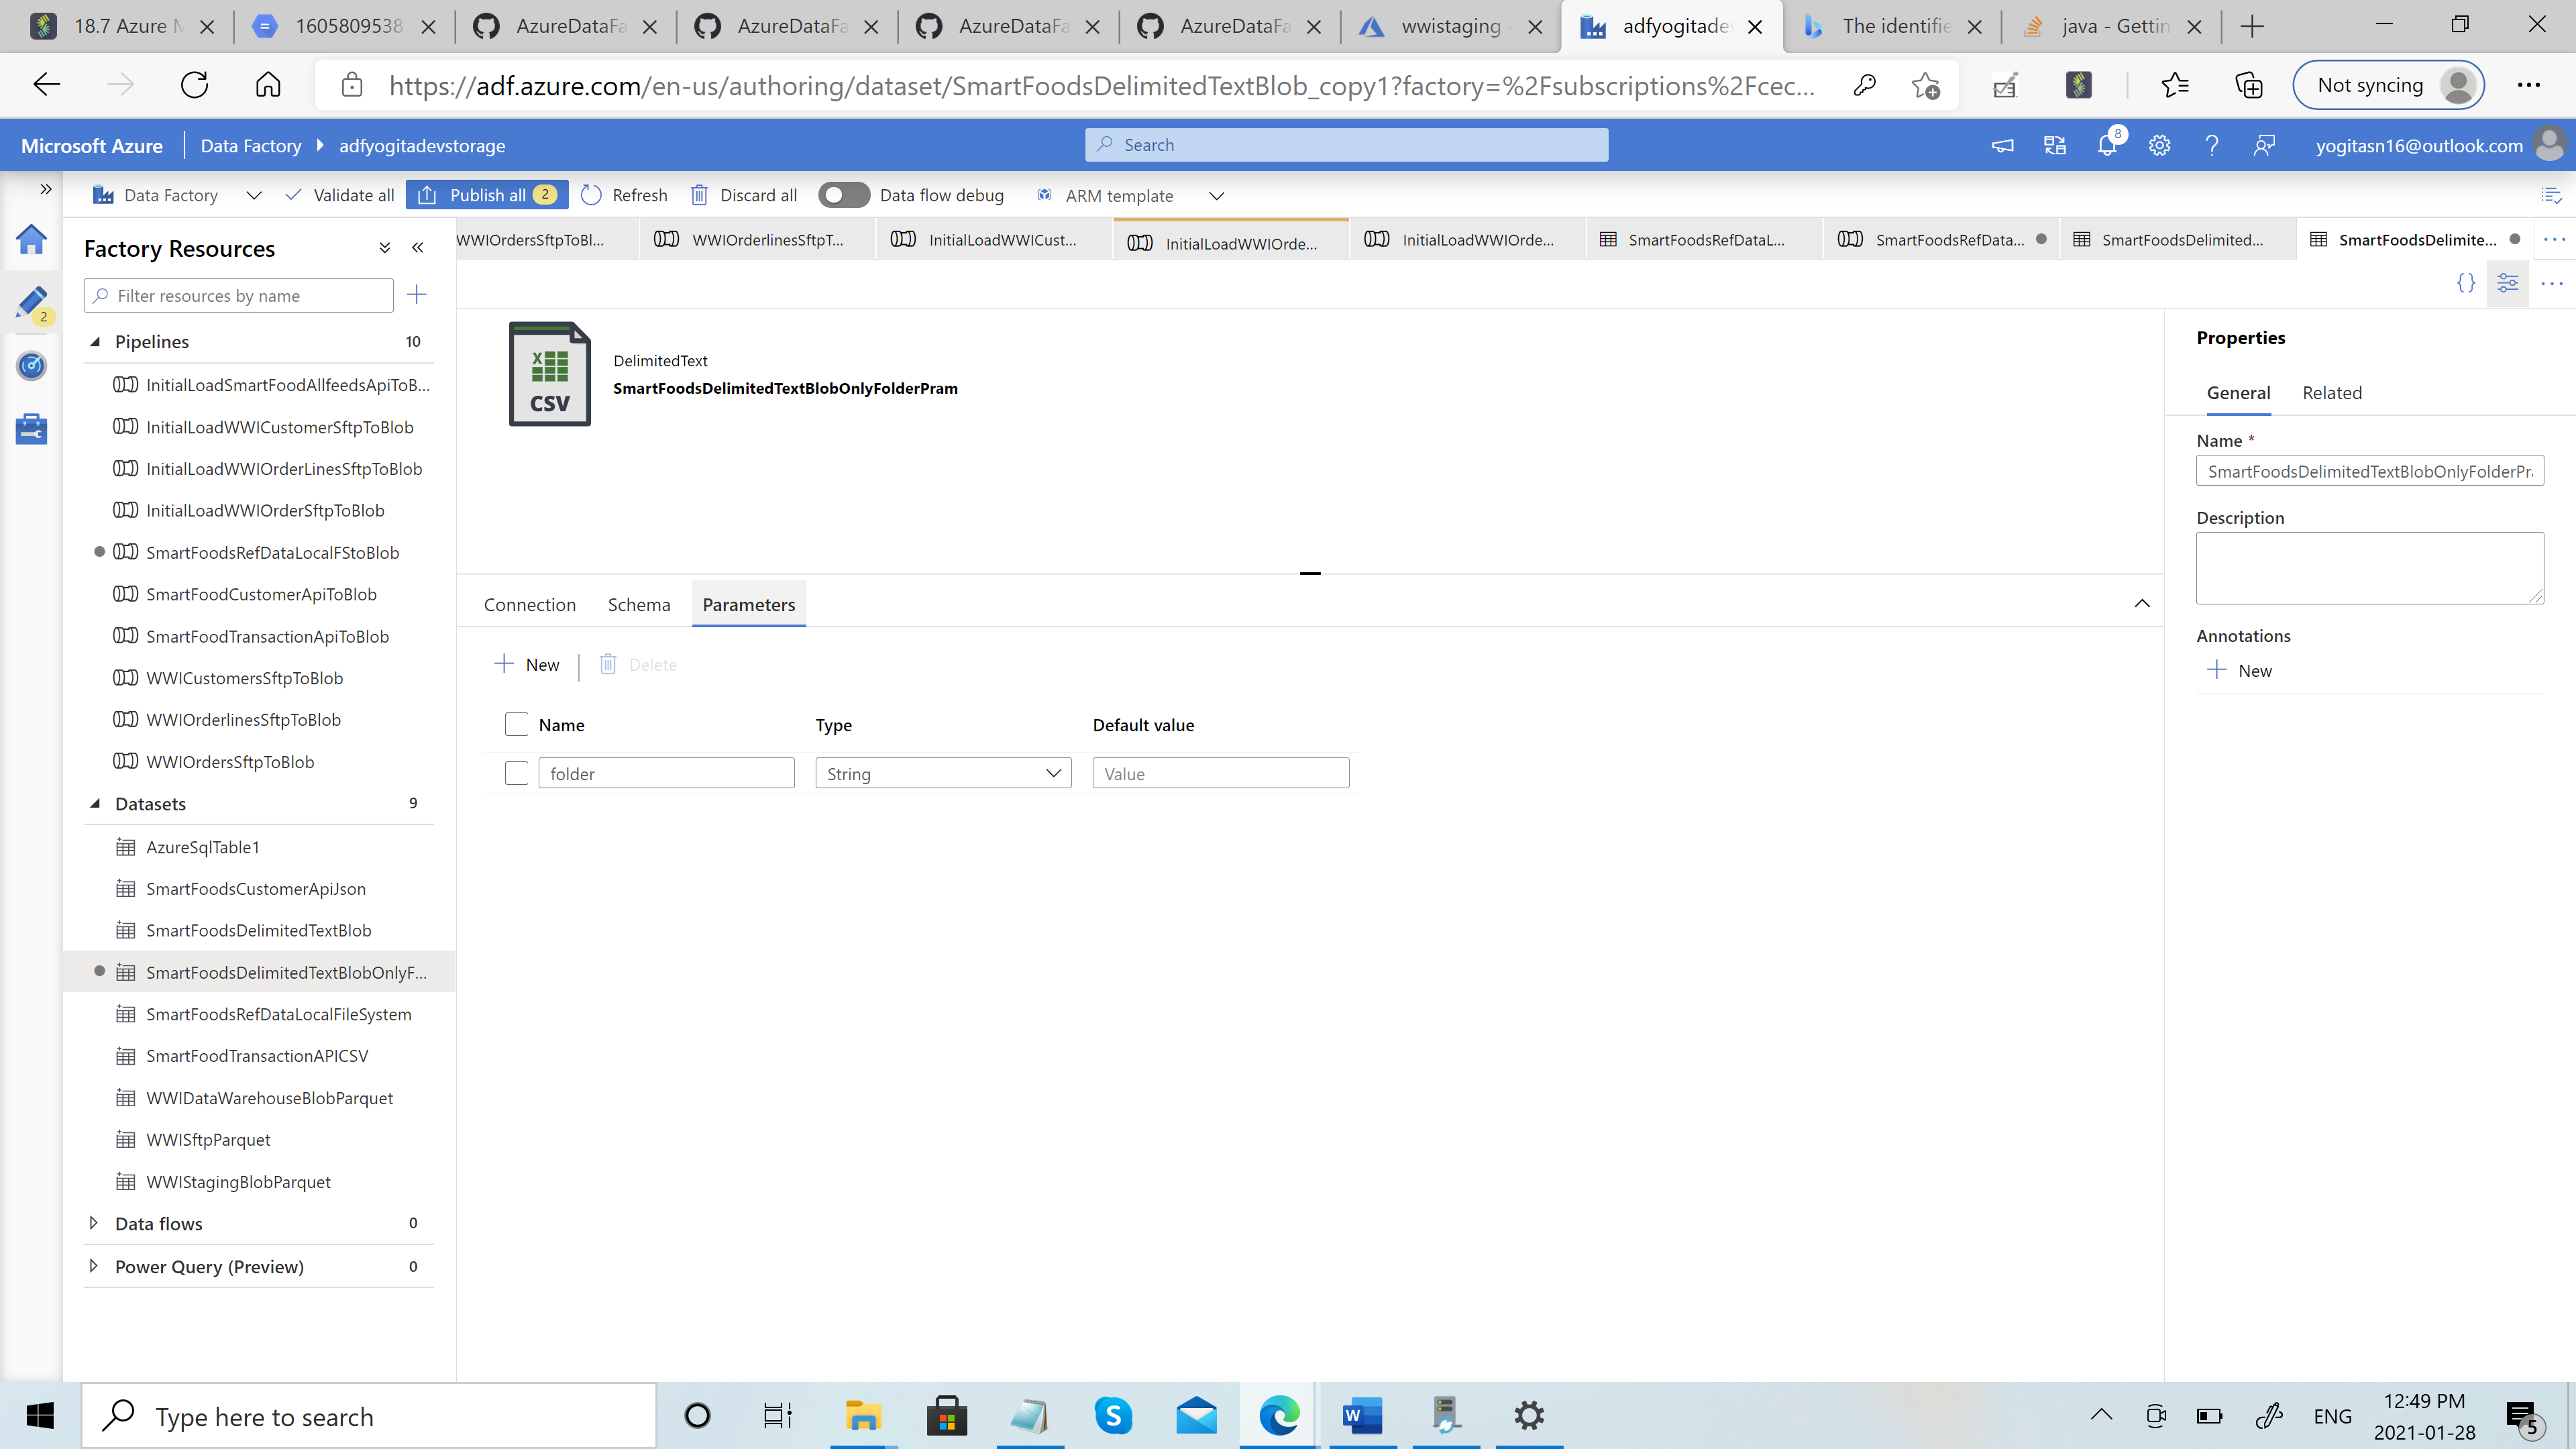 18.7 Azure M
1605809538
AzureDataFa
AzureDataFa
AzureDataFa
AzureDataFa
wwistaging -
adfyogitadev
The identifie
java - Gettin
https://adf.azure.com/en-us/authoring/dataset/SmartFoodsDelimitedTextBlob_copy1?factory=%2Fsubscriptions%2Fcec...
Not syncing
Microsoft Azure
Data Factory
adfyogitadevstorage
Search
8
yogitasn16@outlook.com
Data Factory
Validate all
Publish all 2
Refresh
Discard all
Data flow debug
ARM template
Factory Resources
WWIOrdersSftpToBl...
WWIOrderlinesSftpT...
InitialLoadWWICust...
InitialLoadWWIOrde...
InitialLoadWWIOrde...
SmartFoodsRefDataL...
SmartFoodsRefData...
SmartFoodsDelimited...
SmartFoodsDelimite...
Filter resources by name
2
Pipelines 10
InitialLoadSmartFoodAllfeedsApiToB...
InitialLoadWWICustomerSftpToBlob
InitialLoadWWIOrderLinesSftpToBlob
InitialLoadWWIOrderSftpToBlob
SmartFoodsRefDataLocalFStoBlob
SmartFoodCustomerApiToBlob
SmartFoodTransactionApiToBlob
WWICustomersSftpToBlob
WWIOrderlinesSftpToBlob
WWIOrdersSftpToBlob
Datasets 9
AzureSqlTable1
SmartFoodsCustomerApiJson
SmartFoodsDelimitedTextBlob
SmartFoodsDelimitedTextBlobOnlyF...
SmartFoodsRefDataLocalFileSystem
SmartFoodTransactionAPICSV
WWIDataWarehouseBlobParquet
WWISftpParquet
WWIStagingBlobParquet
Data flows 0
Power Query (Preview) 0
X
CSV
DelimitedText
SmartFoodsDelimitedTextBlobOnlyFolderPram
Connection
Schema
Parameters
New
Delete
Name
Type
Default value
folder
String
Value
Properties
General
Related
Name *
SmartFoodsDelimitedTextBlobOnlyFolderPra
Description
Annotations
New
Type here to search
S
W
ENG
12:49 PM
2021-01-28
5